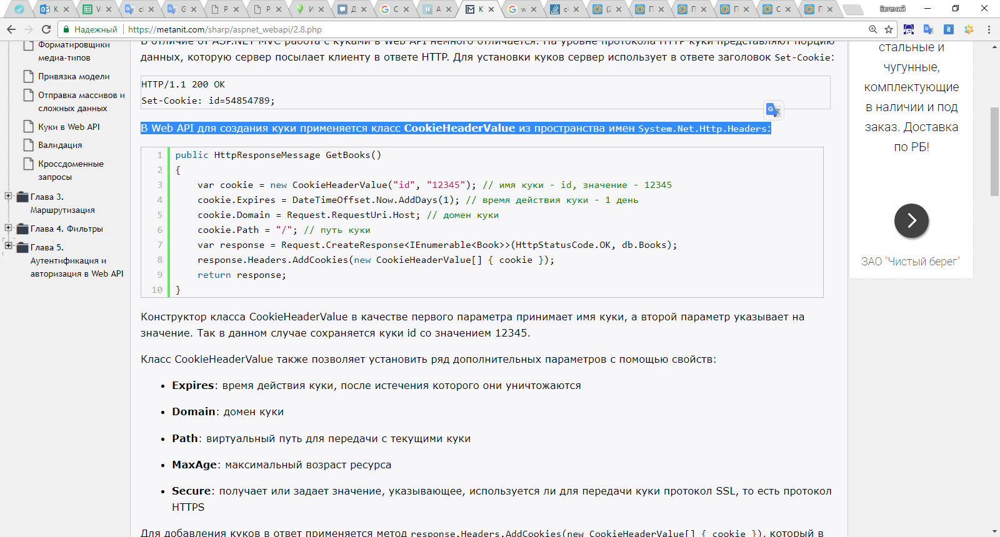 К
V
cl
G
P
P
И
Д
G
C
A
К
w
c-
(2
П
П
П
С
П
Евгений
Надежный
https://metanit.com/sharp/aspnet_webapi/2.8.php
Форматировщики
медиа-типов
Привязка модели
Отправка массивов и
сложных данных
Куки в Web API
Валидация
Кроссдоменные
запросы
Глава 3.
Маршрутизация
Глава 4. Фильтры
Глава 5.
Аутентификация и
авторизация в Web API
В отличие от ASP.NET MVC работа с куками в Web API немного отличается. На уровне протокола HTTP куки представляют порцию
данных, которую сервер посылает клиенту в ответе HTTP. Для установки куков сервер использует в ответе заголовок Set-Cookie:
HTTP/1.1 200 OK
Set-Cookie: id=54854789;
В Web API для создания куки применяется класс CookieHeaderValue из пространства имен System.Net.Http.Headers:
1 public HttpResponseMessage GetBooks()
2 {
3 var cookie = new CookieHeaderValue("id", "12345"); // имя куки - id, значение - 12345
4 cookie.Expires = DateTimeOffset.Now.AddDays(1); // время действия куки - 1 день
5 cookie.Domain = Request.RequestUri.Host; // домен куки
6 cookie.Path = "/"; // путь куки
7 var response = Request.CreateResponse<IEnumerable<Book>>(HttpStatusCode.OK, db.Books);
8 response.Headers.AddCookies(new CookieHeaderValue[] { cookie });
9 return response;
10 }
Конструктор класса CookieHeaderValue в качестве первого параметра принимает имя куки, а второй параметр указывает на
значение. Так в данном случае сохраняется куки id со значением 12345.
Класс CookieHeaderValue также позволяет установить ряд дополнительных параметров с помощью свойств:
• Expires: время действия куки, после истечения которого они уничтожаются
• Domain: домен куки
• Path: виртуальный путь для передачи с текущими куки
• MaxAge: максимальный возраст ресурса
• Secure: получает или задает значение, указывающее, используется ли для передачи куки протокол SSL, то есть протокол
HTTPS
Для добавления куков в ответ применяется метод response.Headers.AddCookies(new CookieHeaderValue[] { cookie }), который в
стальные и
чугунные,
комплектующие
в наличии и под
заказ. Доставка
по РБ!
ЗАО "Чистый берег"